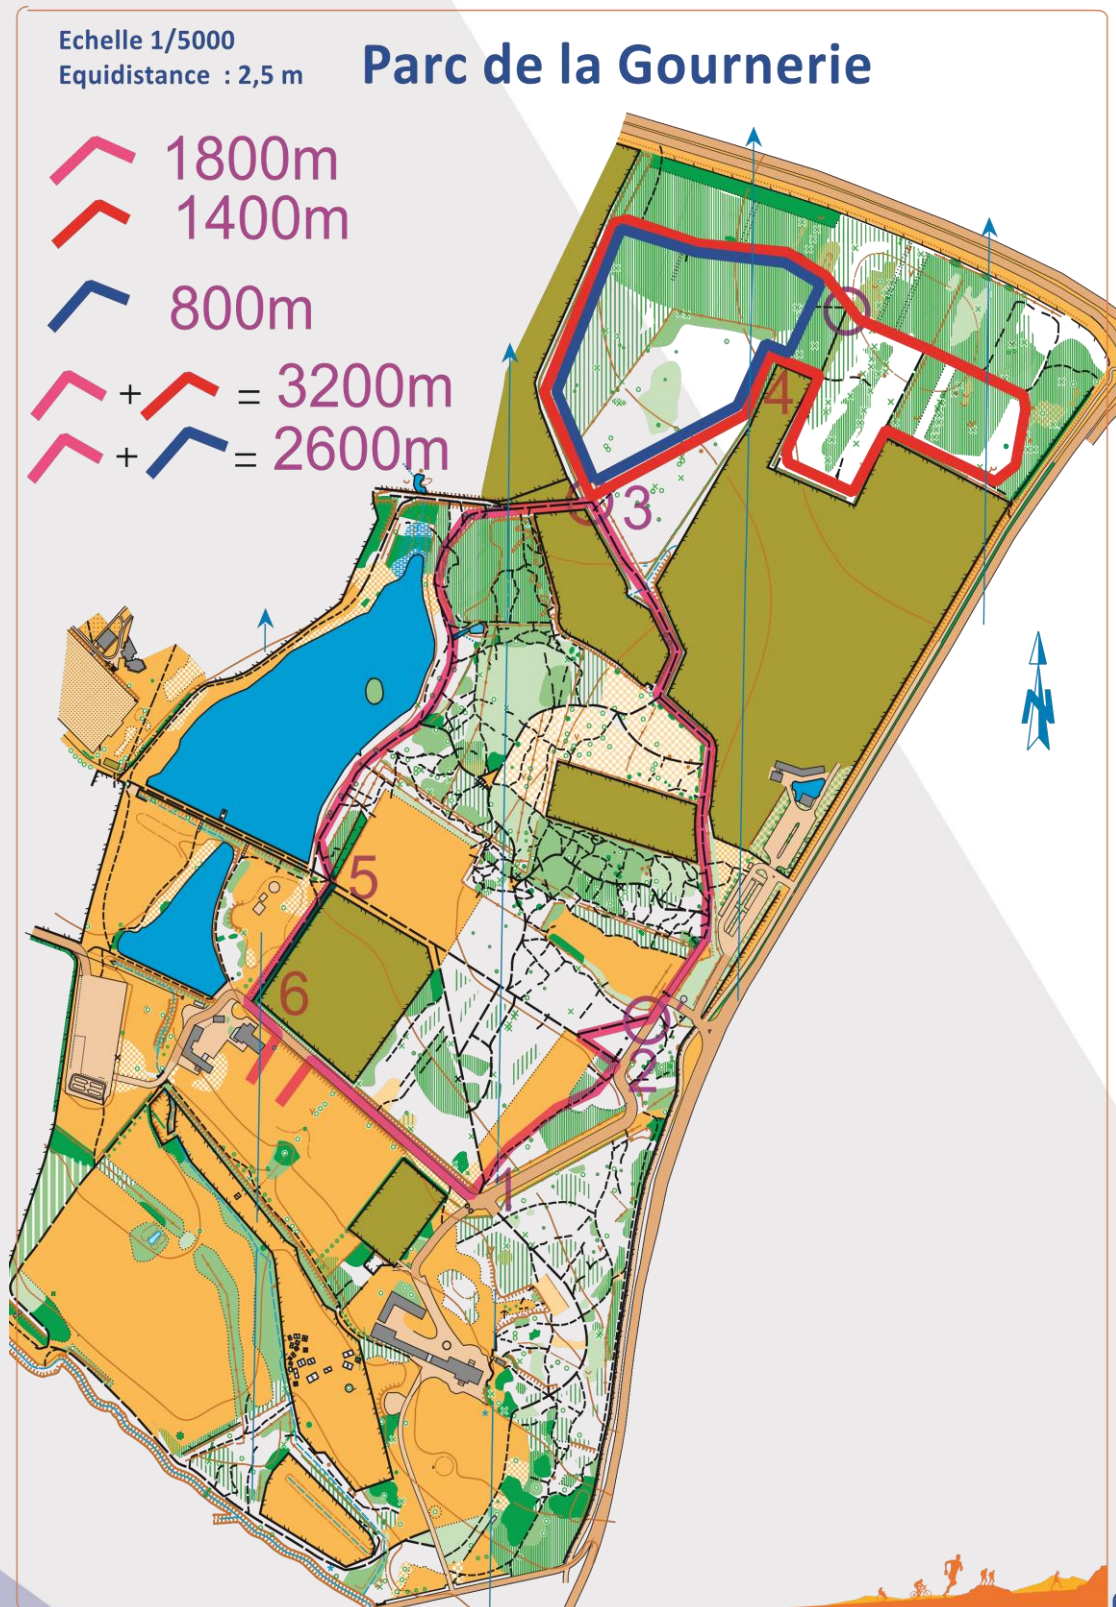 Echelle 1/5000
Equidistance : 2,5 m
Parc de la Gournerie
1800m
1400m
800m
+ = 3200m
+ = 2600m
4
3
5
6
2
1
N